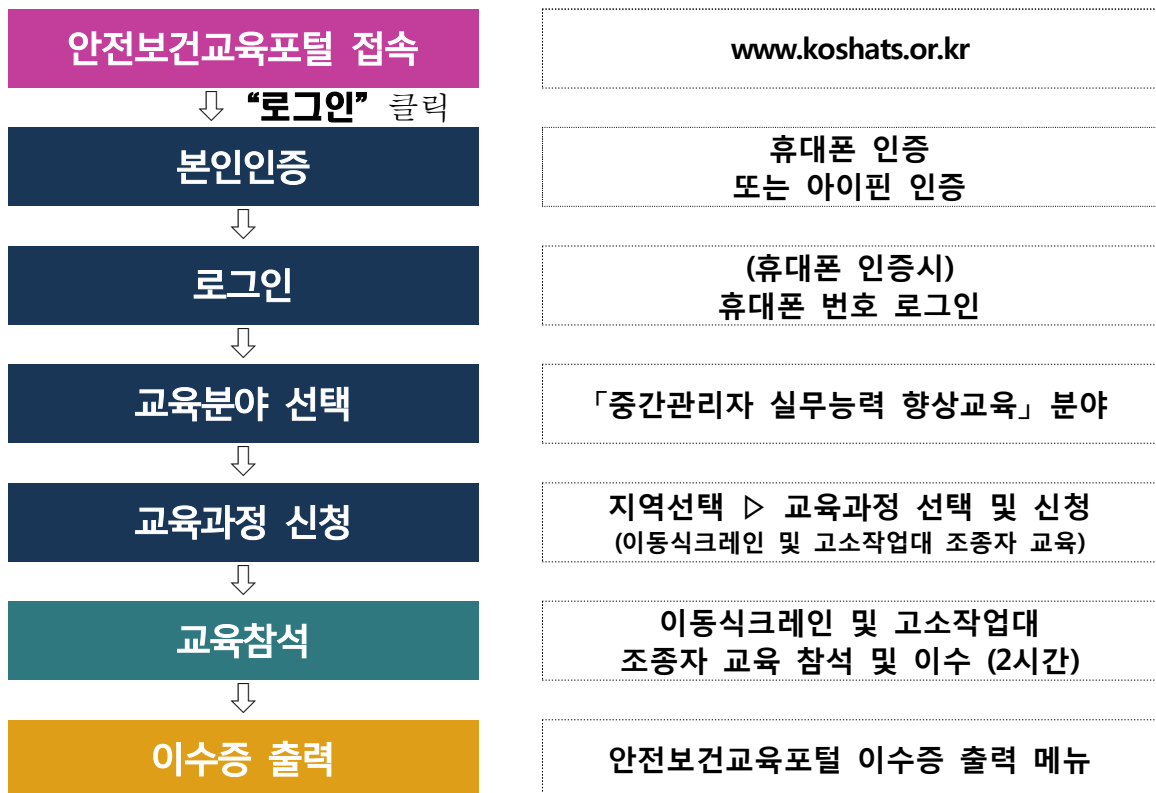 안전보건교육포털 접속
www.koshats.or.kr
⇩ “로그인” 클릭
본인인증
휴대폰 인증
또는 아이핀 인증
⇩
로그인
(휴대폰 인증시)
휴대폰 번호 로그인
⇩
교육분야 선택
「중간관리자 실무능력 향상교육」 분야
⇩
교육과정 신청
지역선택 ▷ 교육과정 선택 및 신청
(이동식크레인 및 고소작업대 조종자 교육)
⇩
교육참석
이동식크레인 및 고소작업대
조종자 교육 참석 및 이수 (2시간)
⇩
이수증 출력
안전보건교육포털 이수증 출력 메뉴